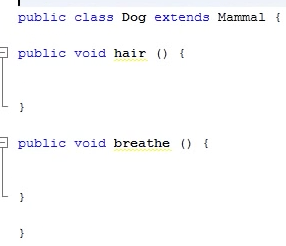 public class Dog extends Mammal {
public void hair () {
}
public void breathe () {
}
}